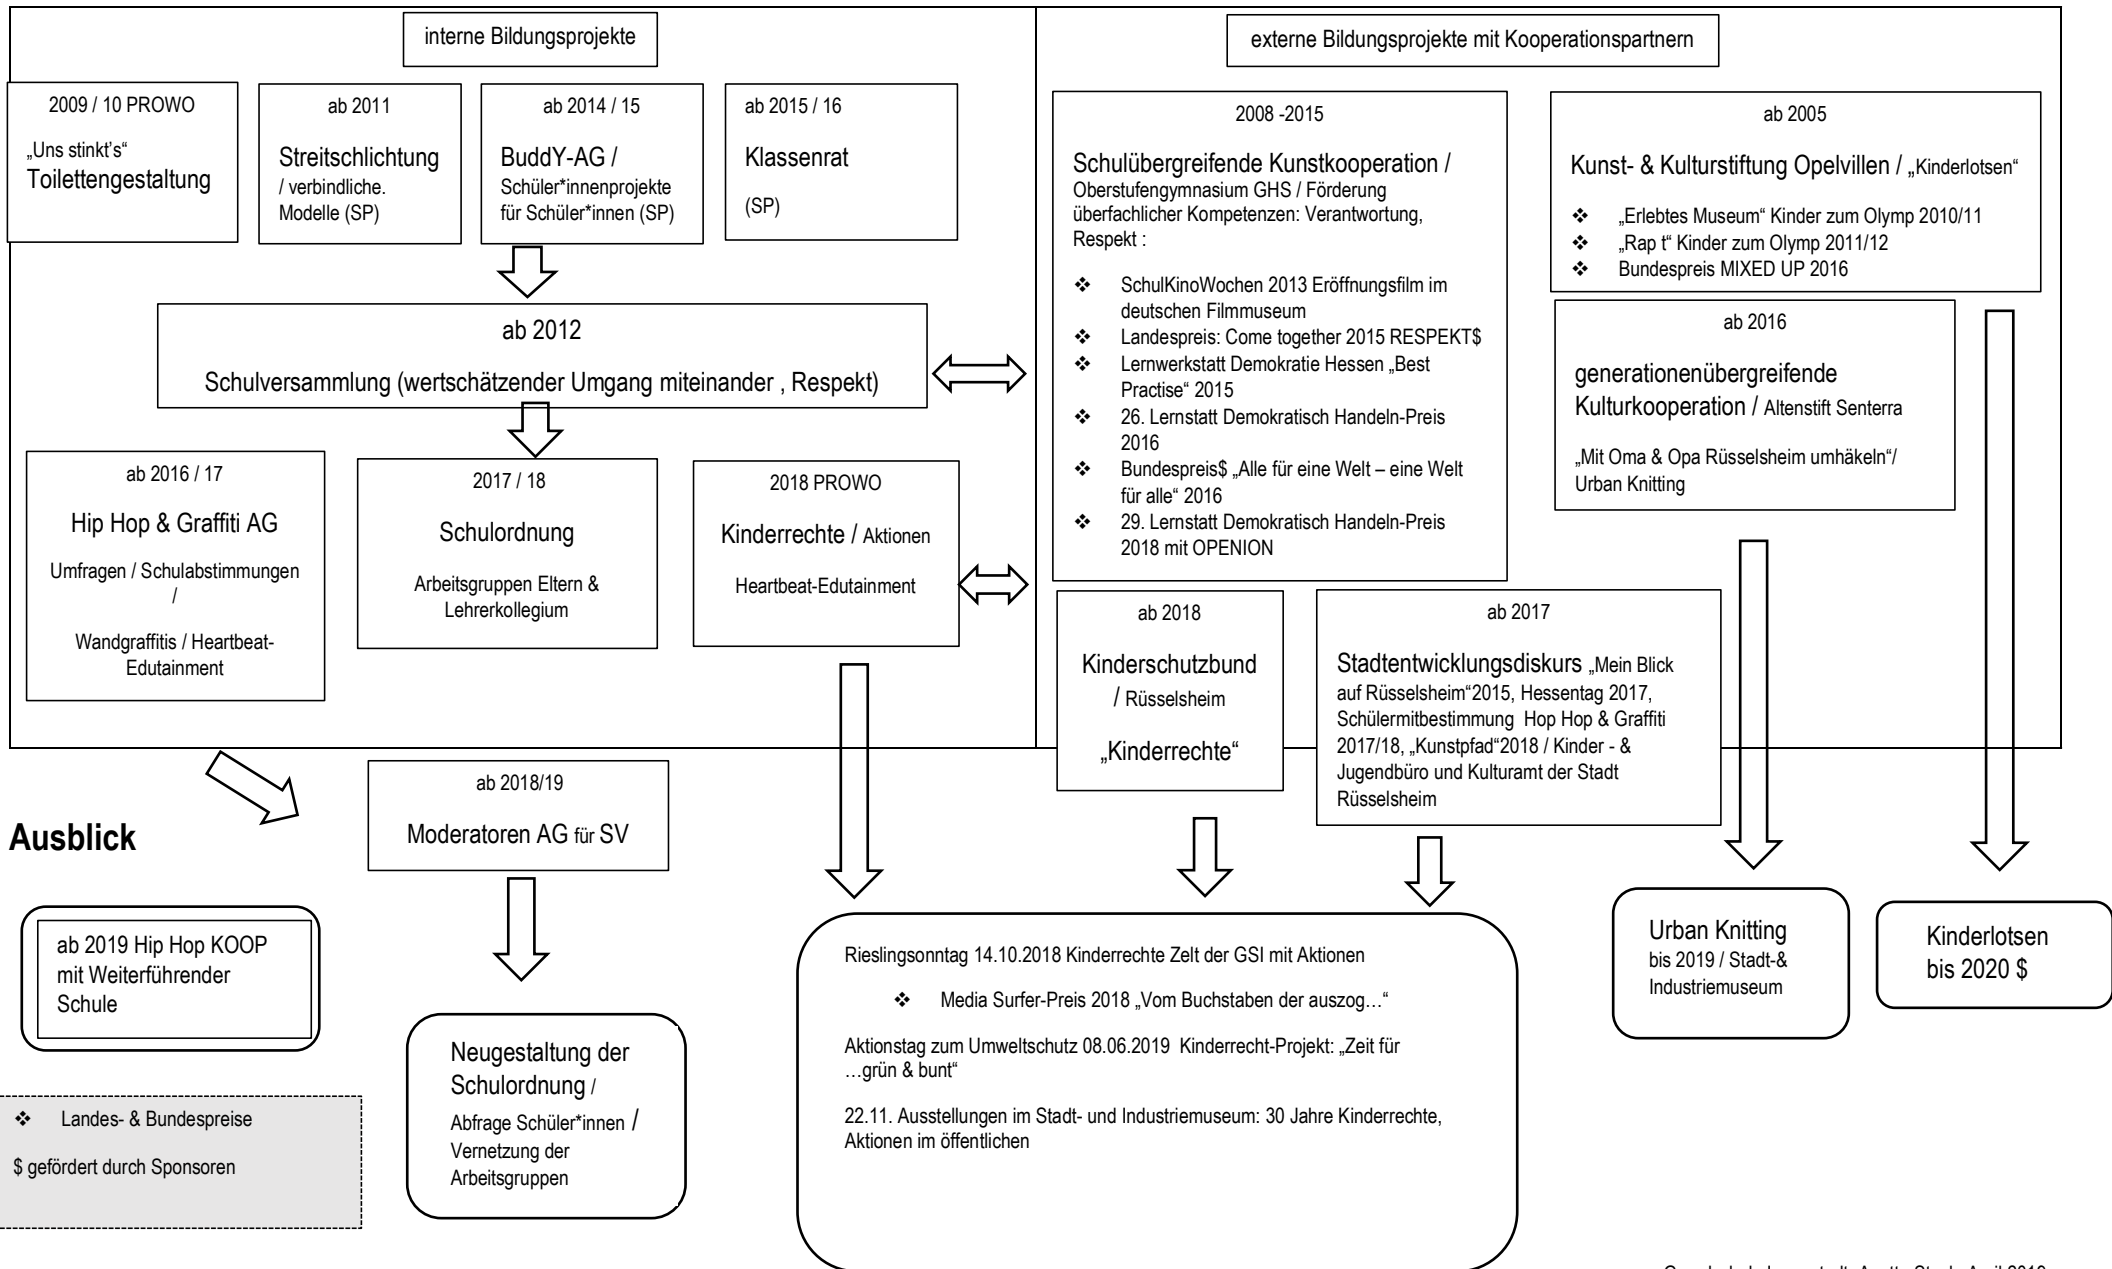 interne Bildungsprojekte
2009 / 10 PROWO
„Uns stinkt's“
Toilettengestaltung
ab 2011
Streitschlichtung
/ verbindliche.
Modelle (SP)
ab 2014 / 15
BuddY-AG /
Schüler*innenprojekte
für Schüler*innen (SP)
ab 2015 / 16
Klassenrat
(SP)
ab 2012
Schulversammlung (wertschätzender Umgang miteinander , Respekt)
ab 2016 / 17
Hip Hop & Graffiti AG
Umfragen / Schulabstimmungen
/
Wandgraffitis / Heartbeat-
Edutainment
2017 / 18
Schulordnung
Arbeitsgruppen Eltern &
Lehrerkollegium
2018 PROWO
Kinderrechte / Aktionen
Heartbeat-Edutainment
externe Bildungsprojekte mit Kooperationspartnern
2008 -2015
Schulübergreifende Kunstkooperation /
Oberstufengymnasium GHS / Förderung
überfachlicher Kompetenzen: Verantwortung,
Respekt :
❖ SchulKinoWochen 2013 Eröffnungsfilm im
deutschen Filmmuseum
❖ Landespreis: Come together 2015 RESPEKT$
❖ Lernwerkstatt Demokratie Hessen „Best
Practise“ 2015
❖ 26. Lernstatt Demokratisch Handeln-Preis
2016
❖ Bundespreis$ „Alle für eine Welt – eine Welt
für alle“ 2016
❖ 29. Lernstatt Demokratisch Handeln-Preis
2018 mit OPENION
ab 2005
Kunst- & Kulturstiftung Opelvillen / „Kinderlotsen“
❖ „Erlebtes Museum“ Kinder zum Olymp 2010/11
❖ „Rap t“ Kinder zum Olymp 2011/12
❖ Bundespreis MIXED UP 2016
ab 2016
generationenübergreifende
Kulturkooperation / Altenstift Senterra
„Mit Oma & Opa Rüsselsheim umhäkeln“/
Urban Knitting
ab 2018
Kinderschutzbund
/ Rüsselsheim
„Kinderrechte“
ab 2017
Stadtentwicklungsdiskurs „Mein Blick
auf Rüsselsheim“2015, Hessentag 2017,
Schülermitbestimmung Hop Hop & Graffiti
2017/18, „Kunstpfad“2018 / Kinder - &
Jugendbüro und Kulturamt der Stadt
Rüsselsheim
Ausblick
ab 2018/19
Moderatoren AG für SV
ab 2019 Hip Hop KOOP
mit Weiterführender
Schule
Neugestaltung der
Schulordnung /
Abfrage Schüler*innen /
Vernetzung der
Arbeitsgruppen
Rieslingsonntag 14.10.2018 Kinderrechte Zelt der GSI mit Aktionen
❖ Media Surfer-Preis 2018 „Vom Buchstaben der auszog…“
Aktionstag zum Umweltschutz 08.06.2019 Kinderrecht-Projekt: „Zeit für
…grün & bunt“
22.11. Ausstellungen im Stadt- und Industriemuseum: 30 Jahre Kinderrechte,
Aktionen im öffentlichen
Urban Knitting
bis 2019 / Stadt-&
Industriemuseum
Kinderlotsen
bis 2020 $
❖ Landes- & Bundespreise
$ gefördert durch Sponsoren